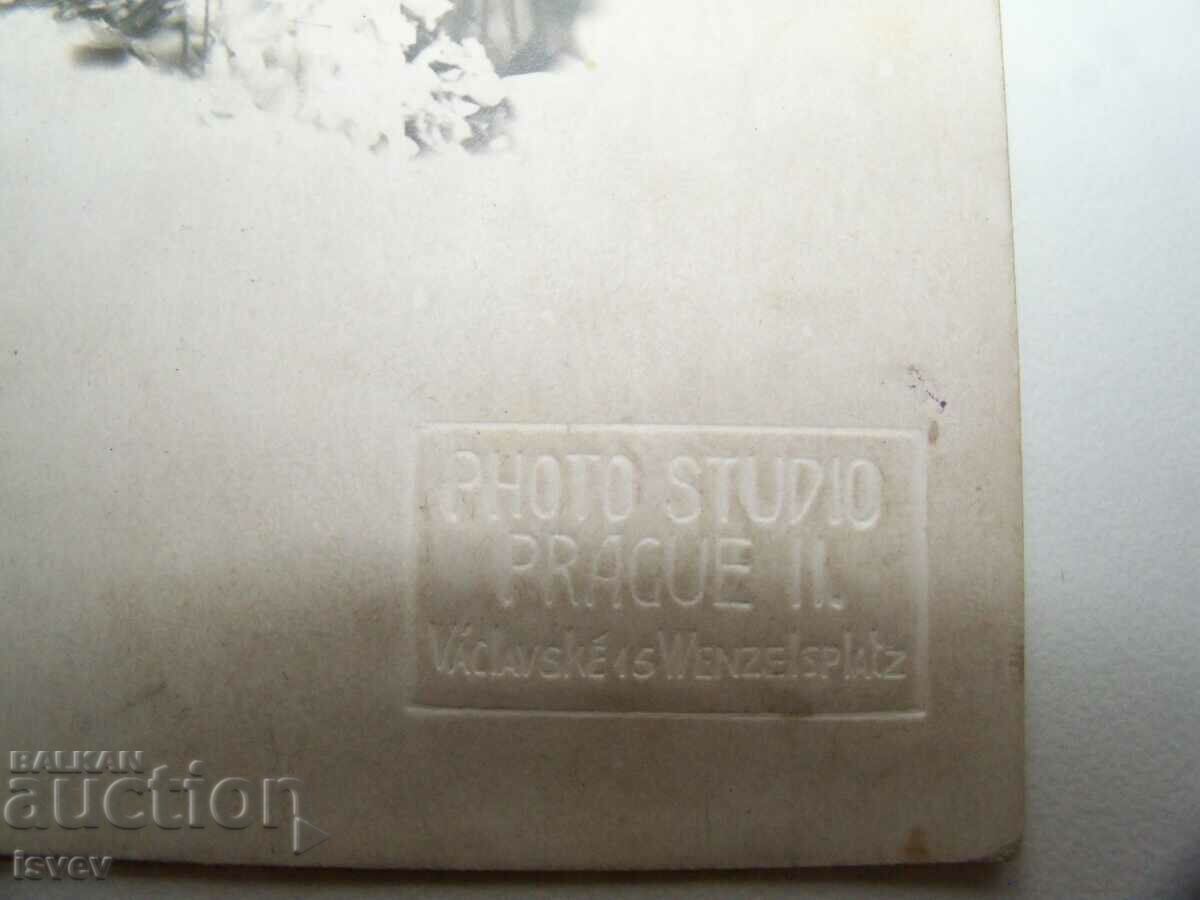 PHOTO STUDIO
PRAGUE II.
VÁCLAVSKÉ 15 WENZELSPLATZ
BALKAN
auction
isvev